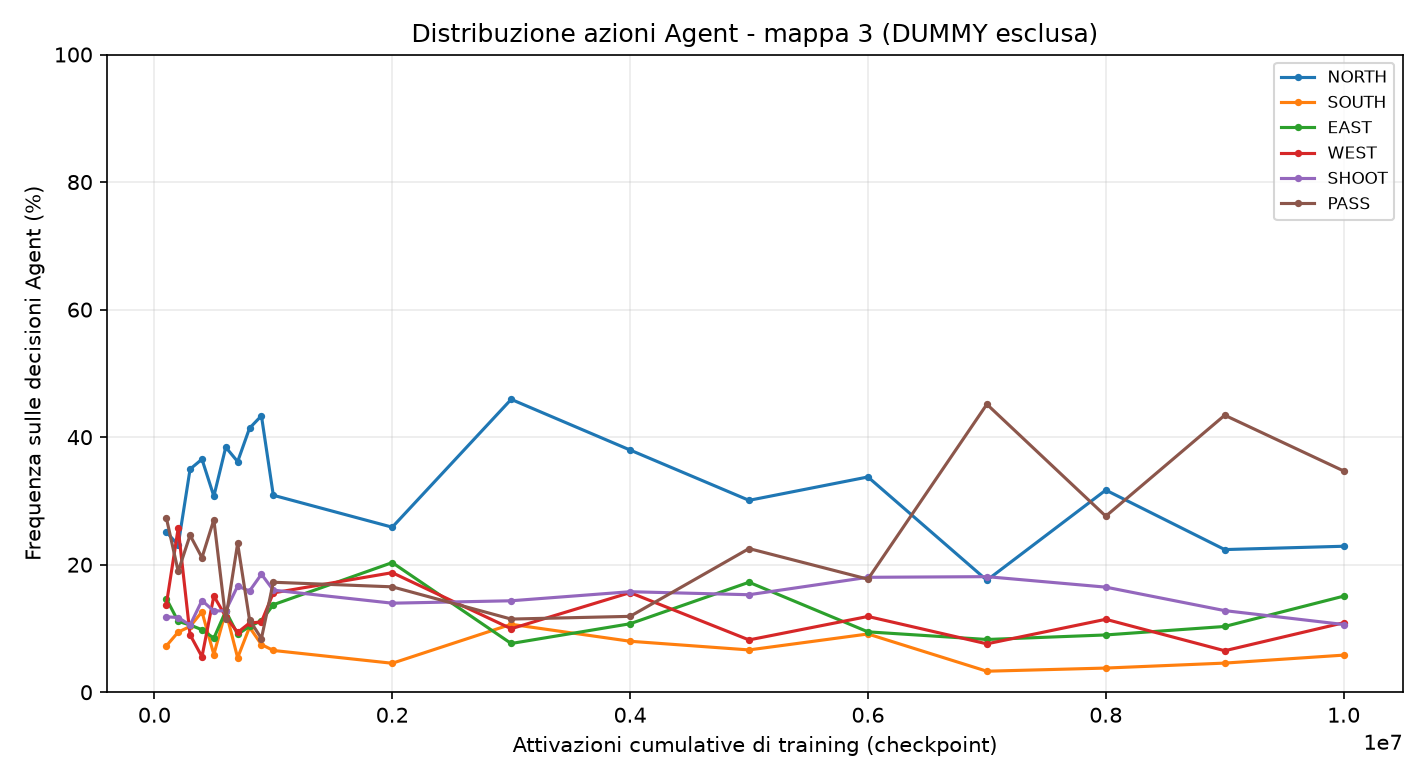 Distribuzione azioni Agent - mappa 3 (DUMMY esclusa)
Frequenza sulle decisioni Agent (%)
100
80
60
40
20
0
NORTH
SOUTH
EAST
WEST
SHOOT
PASS
0.0 0.2 0.4 0.6 0.8 1.0
1e7
Attivazioni cumulative di training (checkpoint)